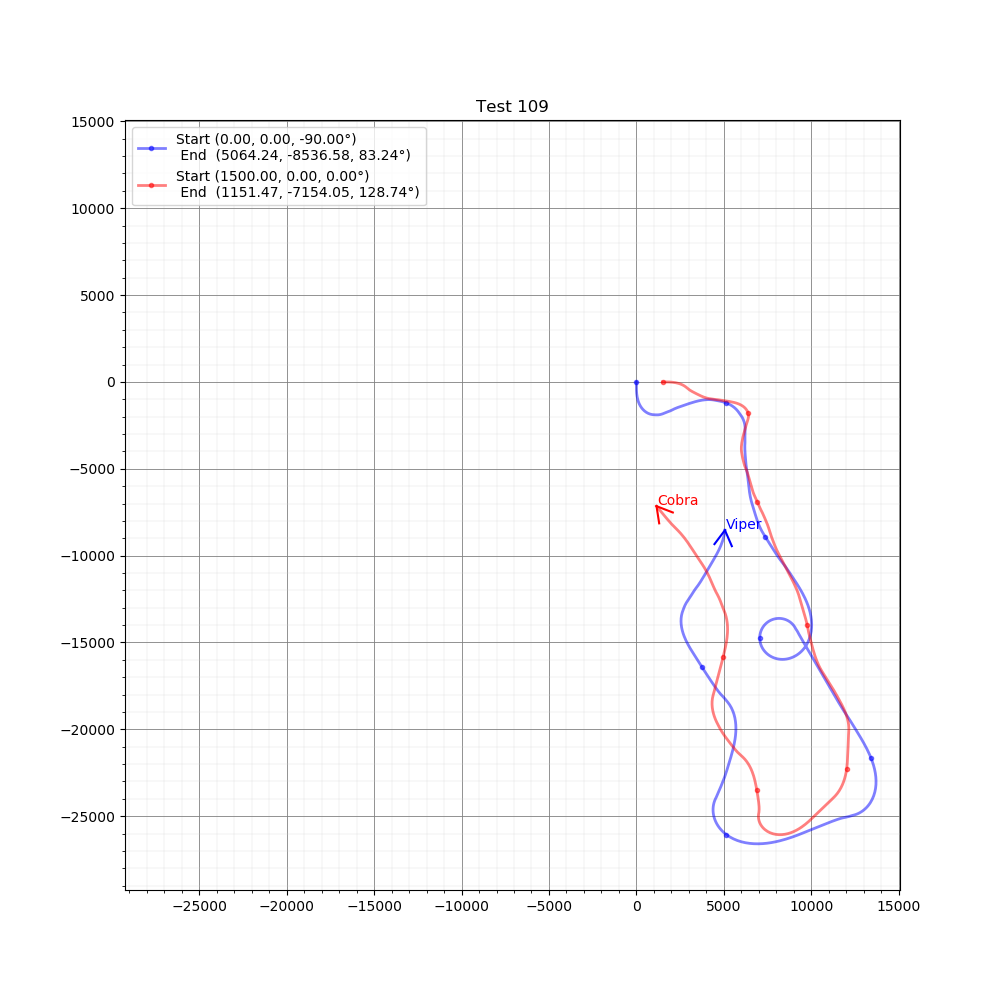 Test 109
Start (0.00, 0.00, -90.00°)
End (5064.24, -8536.58, 83.24°)
Start (1500.00, 0.00, 0.00°)
End (1151.47, -7154.05, 128.74°)
15000
10000
5000
0
−5000
−10000
−15000
−20000
−25000
Cobra
Viper
−25000 −20000 −15000 −10000 −5000 0 5000 10000 15000